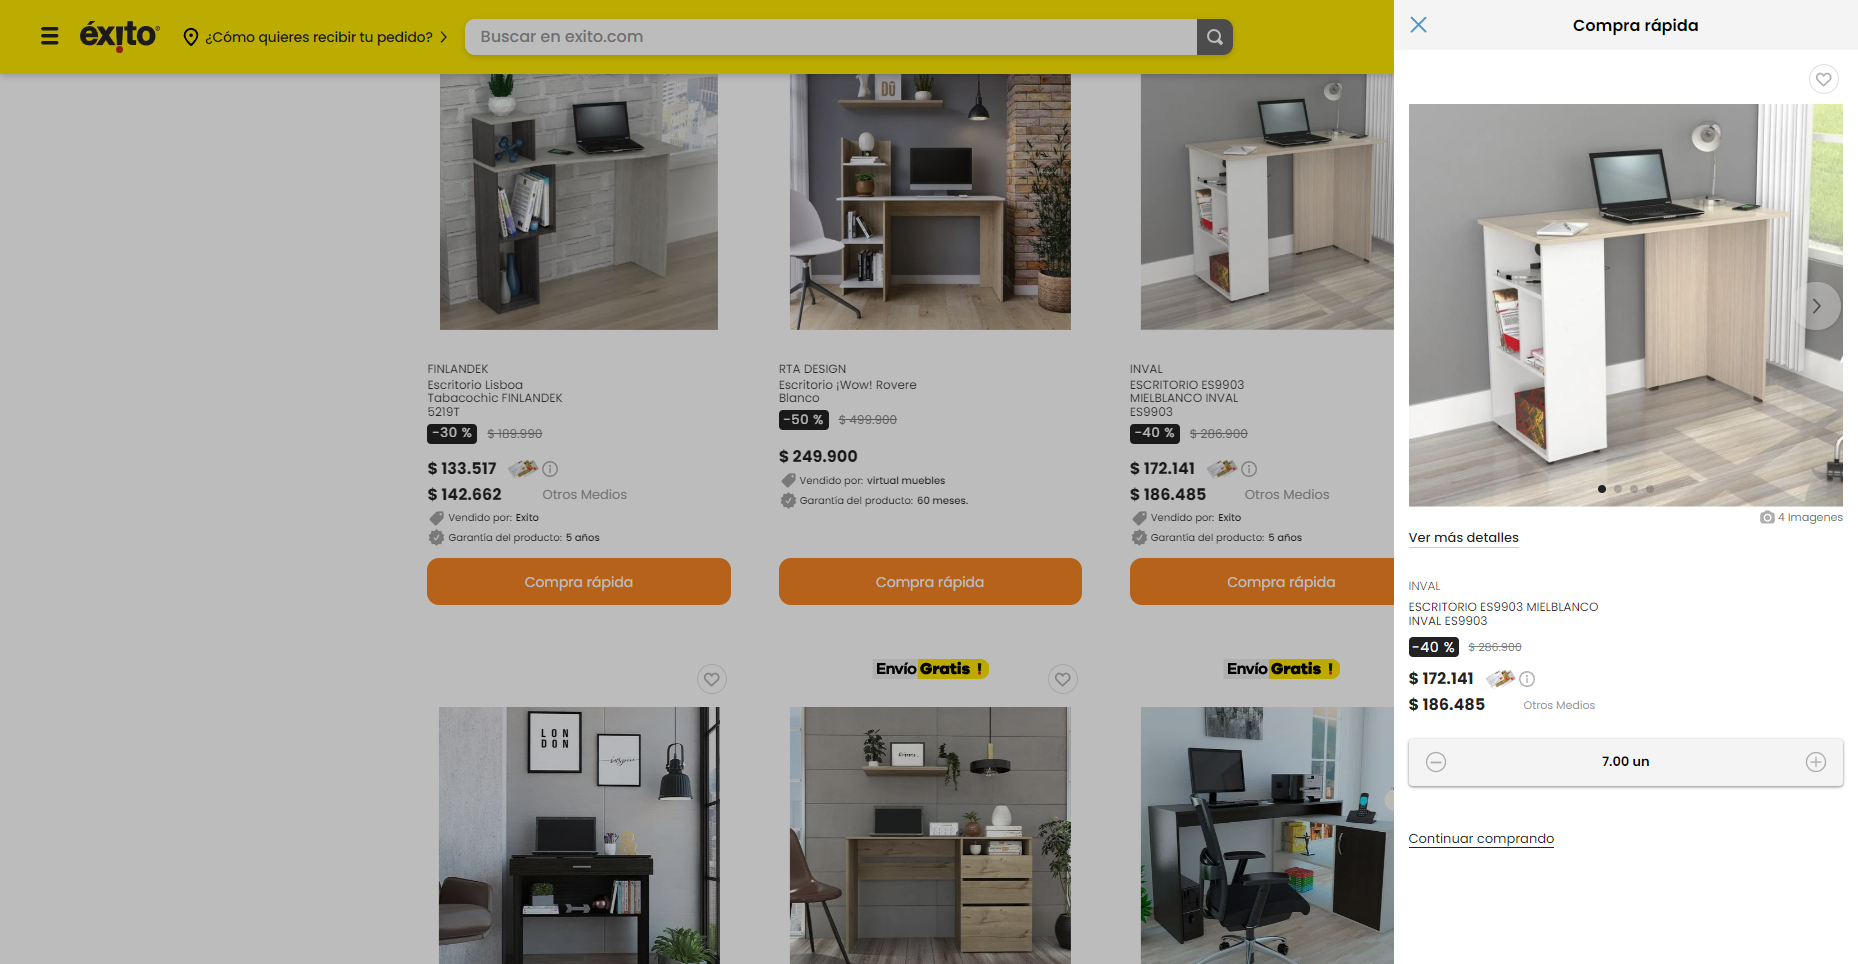 éxito
¿Cómo quieres recibir tu pedido?
Buscar en exito.com
Compra rápida
FINLANDEK
Escritorio Lisboa
Tabacochic FINLANDEK
5219T
-30 % $ 189.990
$ 133.517
$ 142.662 Otros Medios
Vendido por: Exito
Garantía del producto: 5 años
Compra rápida
RTA DESIGN
Escritorio ¡Wow! Rovere
Blanco
-50 % $ 499.900
$ 249.900
Vendido por: virtual muebles
Garantía del producto: 60 meses.
Compra rápida
INVAL
ESCRITORIO ES9903
MIELBLANCO INVAL
ES9903
-40 % $ 286.900
$ 172.141
$ 186.485 Otros Medios
Vendido por: Exito
Garantía del producto: 5 años
Compra rápida
Envío Gratis !
Envío Gratis !
LON
DON
4 Imagenes
Ver más detalles
INVAL
ESCRITORIO ES9903 MIELBLANCO
INVAL ES9903
-40 % $ 286.900
$ 172.141
$ 186.485 Otros Medios
7.00 un
Continuar comprando